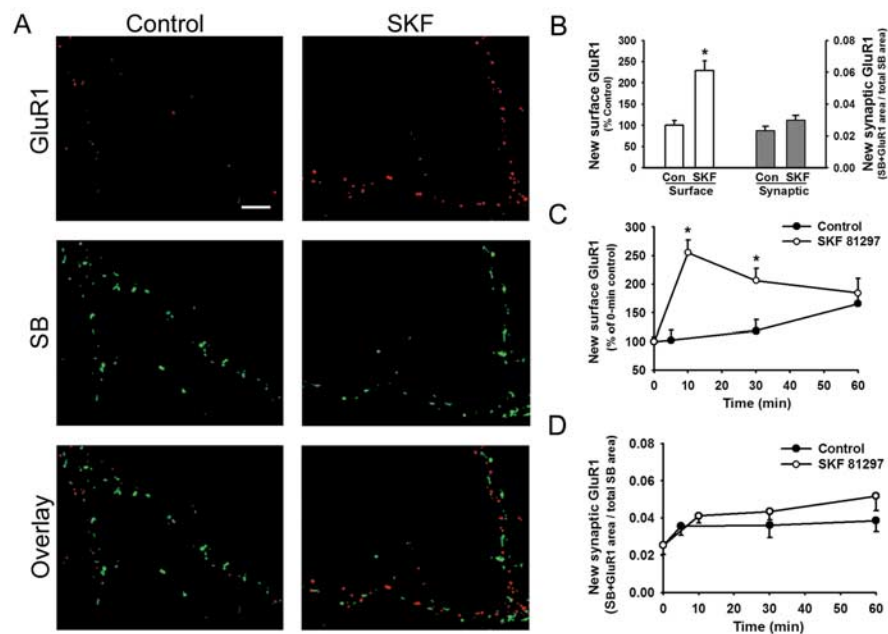 A
Control
SKF
GluR1
SB
Overlay
B
New surface GluR1
(% Control)
300
250
200
150
100
50
0
*
New synaptic GluR1
(SB+GluR1 area / total SB area)
0.08
0.06
0.04
0.02
0.00
Con SKF
Surface
Con SKF
Synaptic
C
Control
SKF 81297
New surface GluR1
(% of 0-min control)
300
250
200
150
100
50
*
*
0 10 20 30 40 50 60
Time (min)
D
Control
SKF 81297
New synaptic GluR1
(SB+GluR1 area / total SB area)
0.08
0.06
0.04
0.02
0.00
0 10 20 30 40 50 60
Time (min)